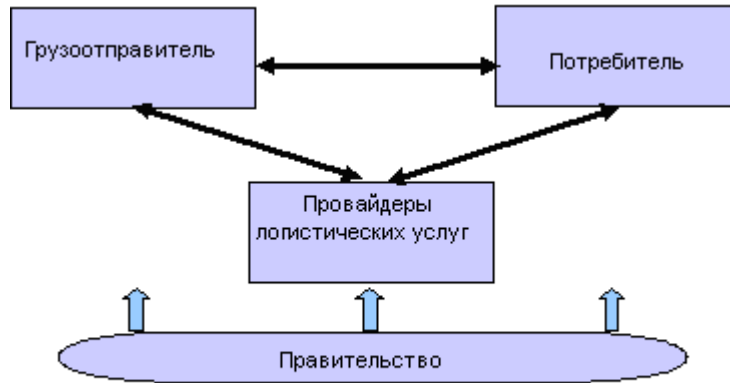 Грузоотправитель
Потребитель
Провайдеры
логистических услуг
Правительство